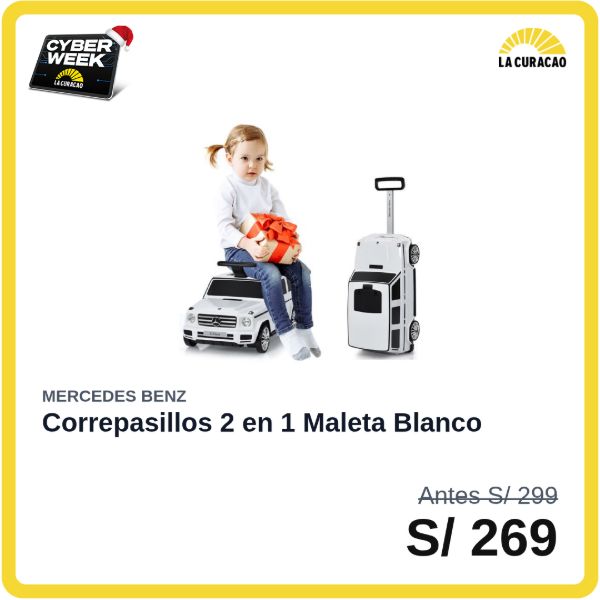 CYBER
WEEK
LA CURACAO
LA CURACAO
MERCEDES BENZ
Correpasillos 2 en 1 Maleta Blanco
Antes S/ 299
S/ 269